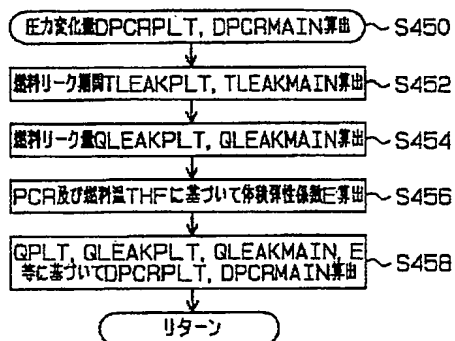 圧力変化量DPCRPLT, DPCRMAIN算出
S450
燃料リーク期間TLEAKPLT, TLEAKMAIN算出
S452
燃料リーク量QLEAKPLT, QLEAKMAIN算出
S454
PCR及び燃料温THFに基づいて体積弾性係数E算出
S456
QPLT, QLEAKPLT, QLEAKMAIN, E
等に基づいてDPCRPLT, DPCRMAIN算出
S458
リターン